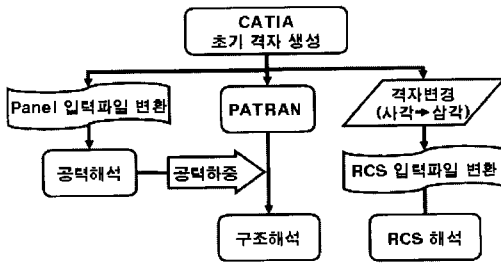 CATIA
초기 격자 생성
Panel 입력파일 변환
PATRAN
격자변경
(사각➔삼각)
공력해석
공력하중
RCS 입력파일 변환
구조해석
RCS 해석